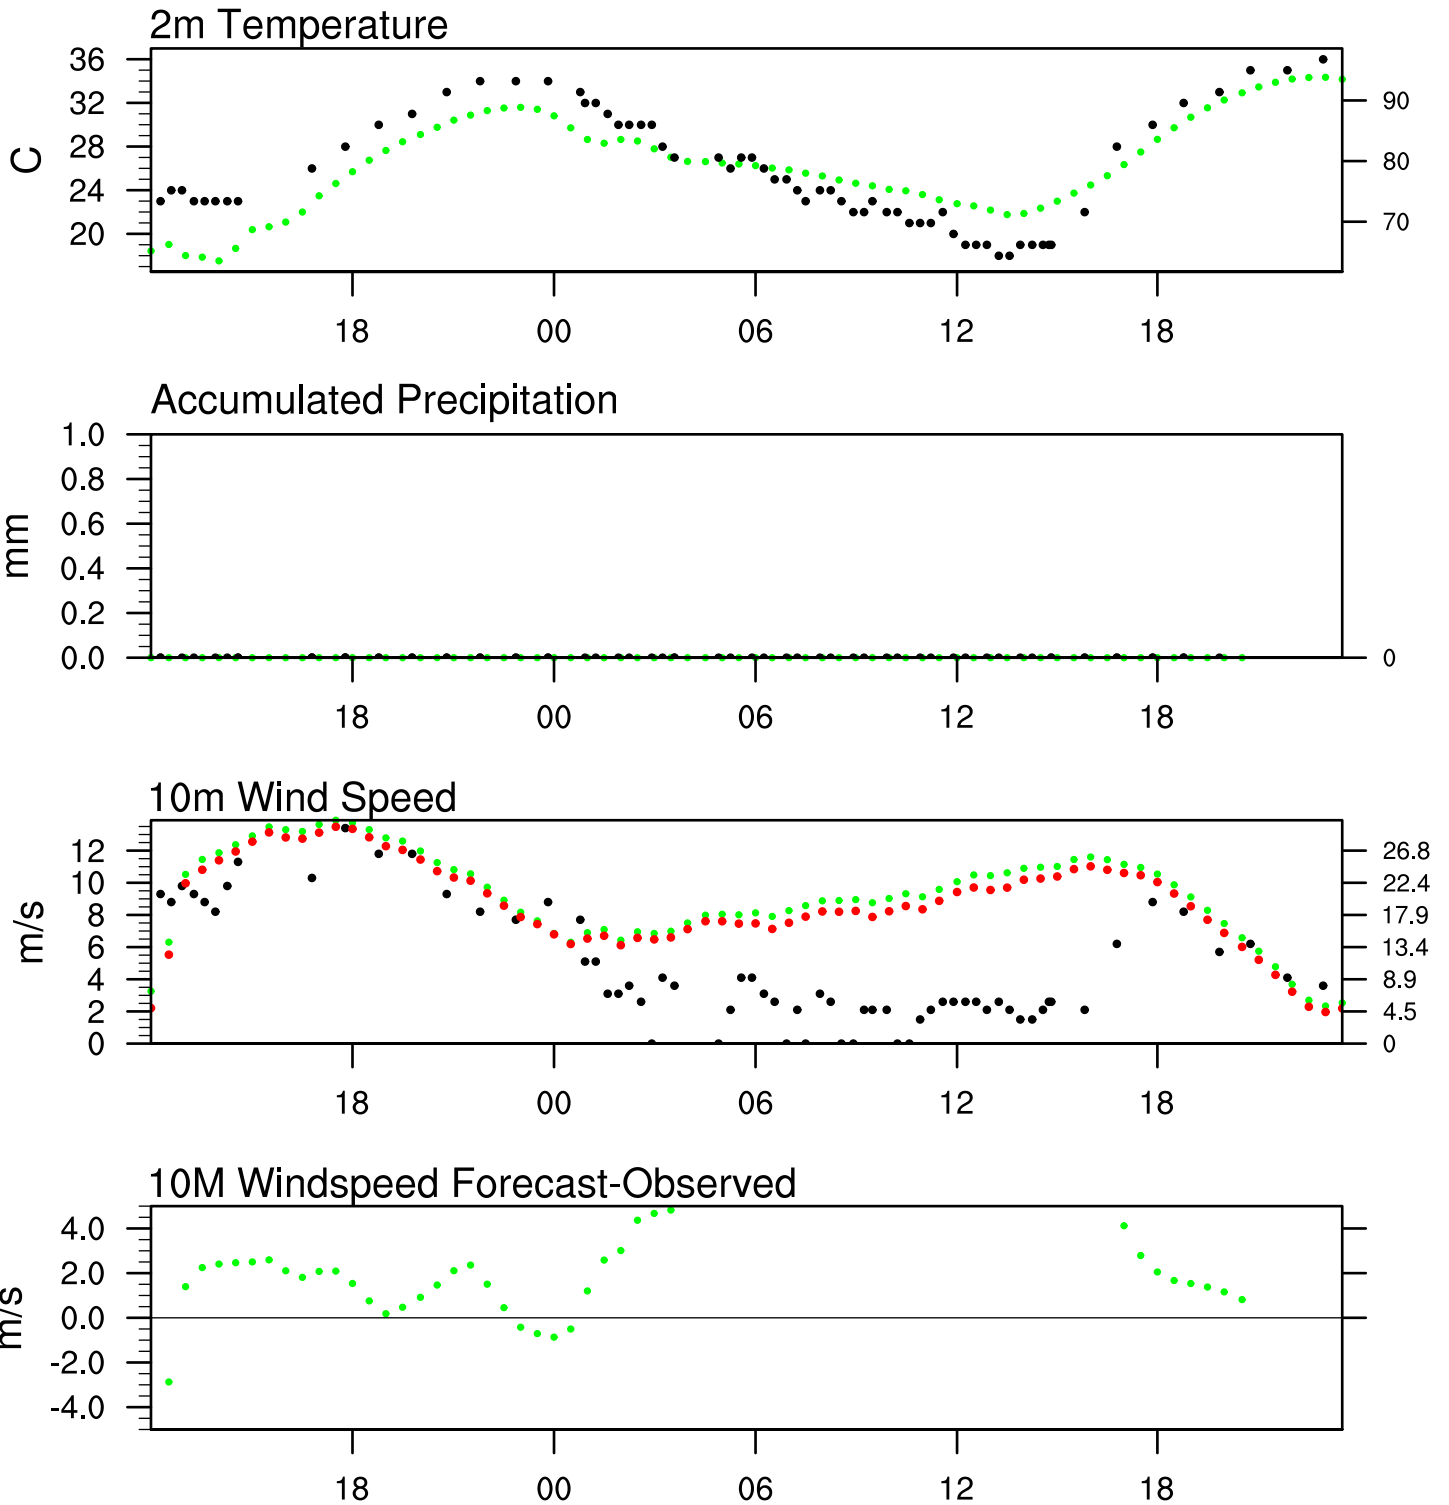 2m Temperature
36
32
28
24
20
C
90
80
70
18 00 06 12 18
Accumulated Precipitation
1.0
0.8
0.6
0.4
0.2
0.0
mm
0
18 00 06 12 18
10m Wind Speed
12
10
8
6
4
2
0
m/s
26.8
22.4
17.9
13.4
8.9
4.5
0
18 00 06 12 18
10M Windspeed Forecast-Observed
4.0
2.0
0.0
-2.0
-4.0
m/s
18 00 06 12 18